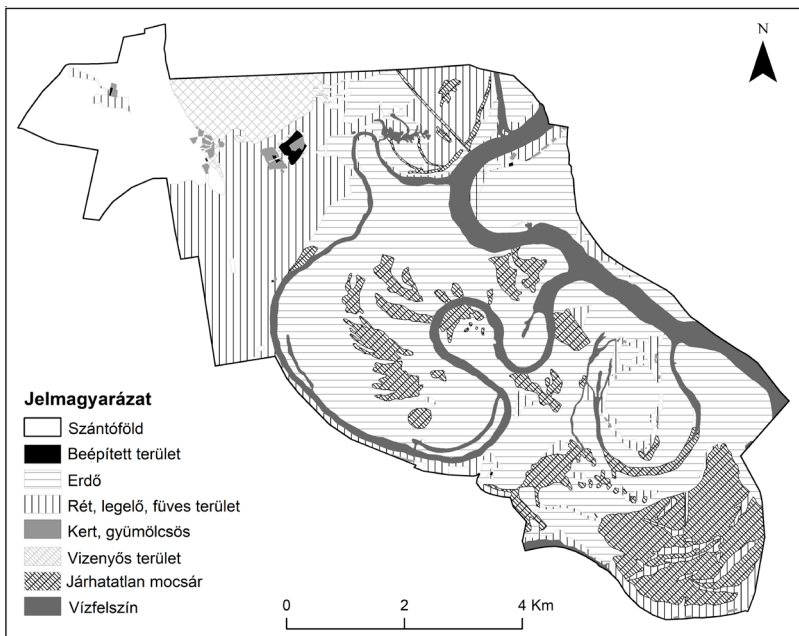 N
Jelmagyarázat
Szántóföld
Beépített terület
Erdő
Rét, legelő, füves terület
Kert, gyümölcsös
Vizenyős terület
Járhatatlan mocsár
Vízfelszín
0 2 4 Km